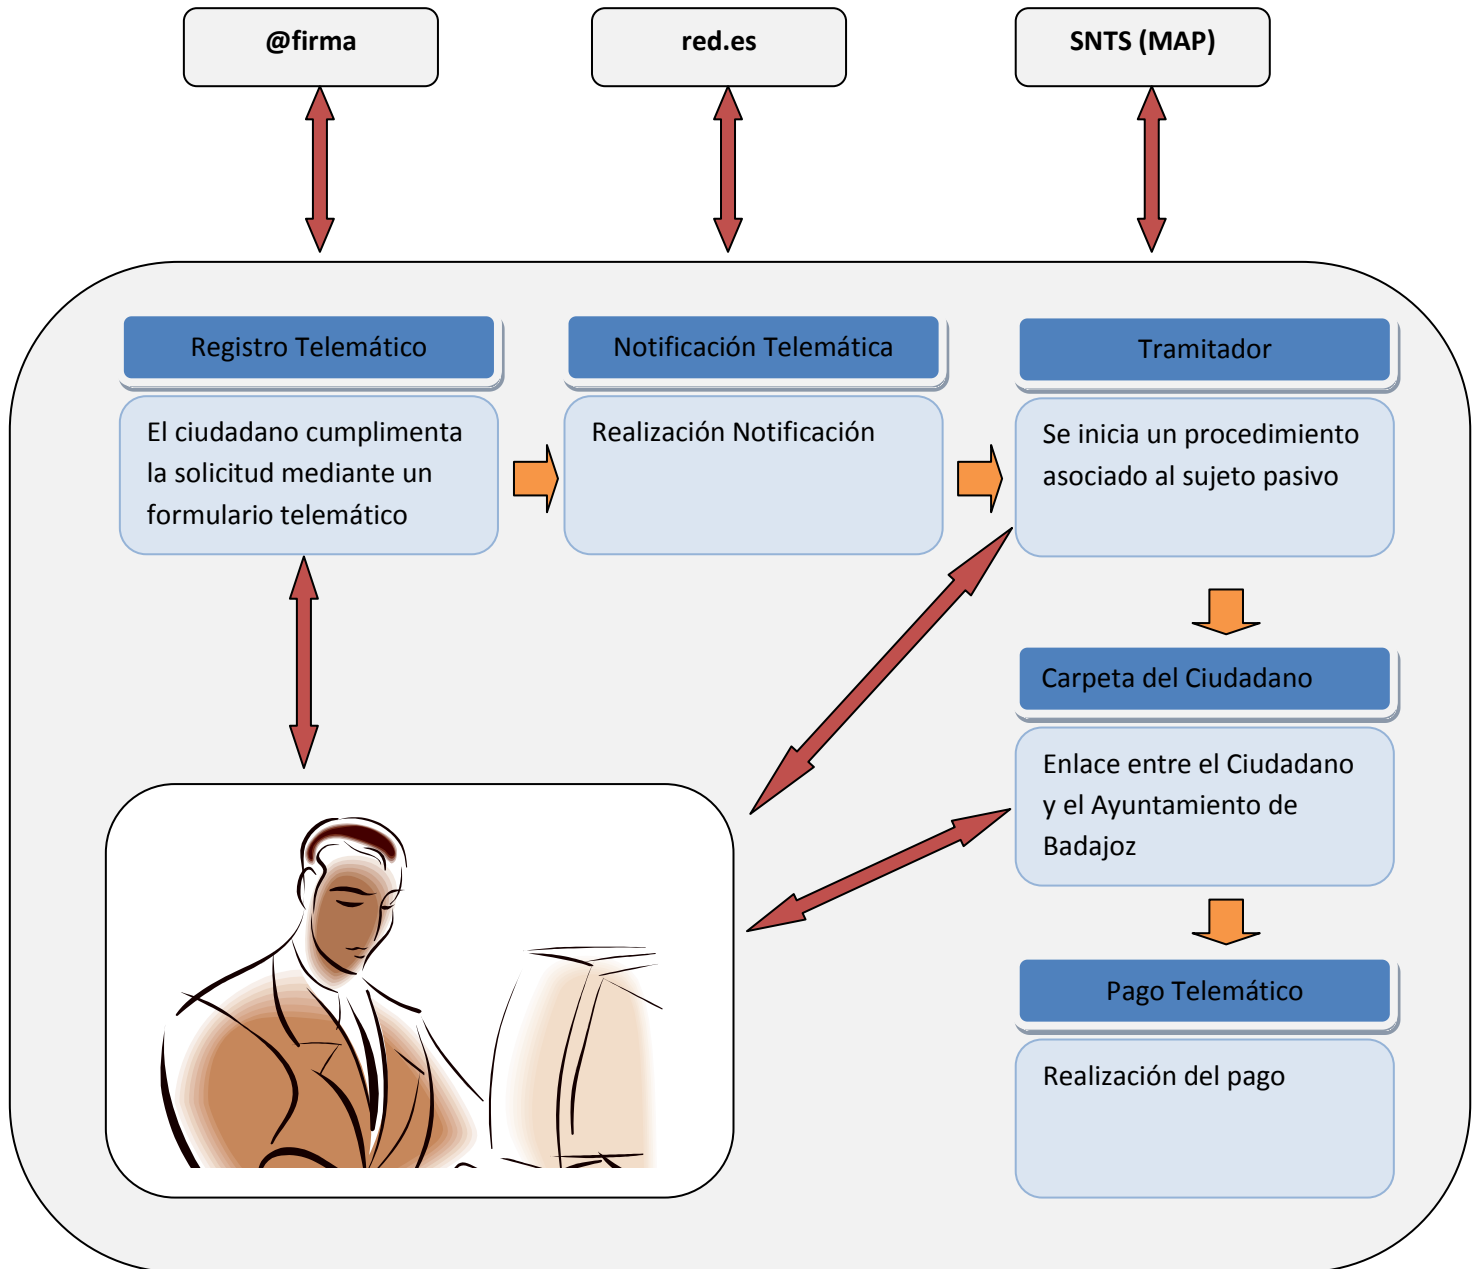 @firma
red.es
SNTS (MAP)
Registro Telemático
El ciudadano cumplimenta
la solicitud mediante un
formulario telemático
Notificación Telemática
Realización Notificación
Tramitador
Se inicia un procedimiento
asociado al sujeto pasivo
Carpeta del Ciudadano
Enlace entre el Ciudadano
y el Ayuntamiento de
Badajoz
Pago Telemático
Realización del pago